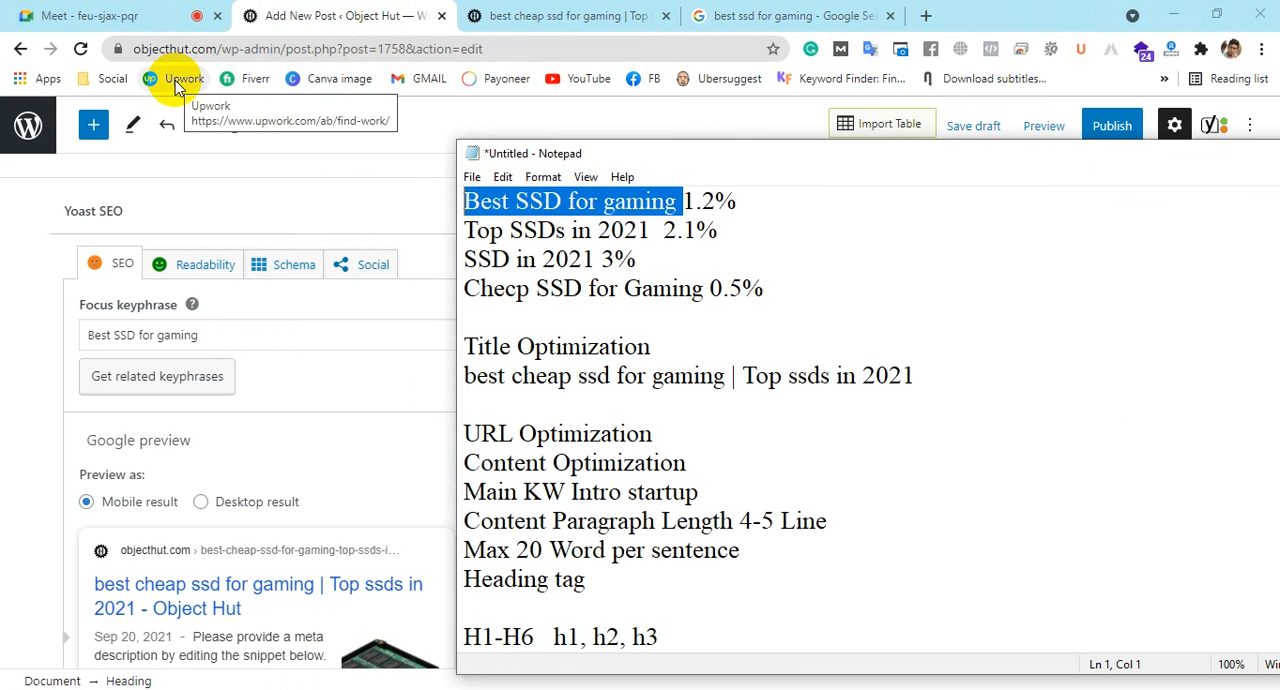 Meet - feu-sjax-pqr
Add New Post ‹ Object Hut — W
best cheap ssd for gaming | Top
best ssd for gaming - Google Se
objecthut.com/wp-admin/post.php?post=1758&action=edit
24
Apps
Social
Upwork
Fiverr
Canva image
GMAIL
Payoneer
YouTube
FB
Ubersuggest
Keyword Finder: Fin...
Download subtitles...
»
Reading list
Upwork
https://www.upwork.com/ab/find-work/
Import Table
Save draft
Preview
Publish
*Untitled - Notepad
File
Edit
Format
View
Help
Yoast SEO
SEO
Readability
Schema
Social
Focus keyphrase
Best SSD for gaming
Get related keyphrases
Google preview
Preview as:
Mobile result
Desktop result
objecthut.com › best-cheap-ssd-for-gaming-top-ssds-i...
best cheap ssd for gaming | Top ssds in
2021 - Object Hut
Sep 20, 2021 - Please provide a meta
description by editing the snippet below.
Document → Heading
Best SSD for gaming 1.2%
Top SSDs in 2021  2.1%
SSD in 2021 3%
Checp SSD for Gaming 0.5%
Title Optimization
best cheap ssd for gaming | Top ssds in 2021
URL Optimization
Content Optimization
Main KW Intro startup
Content Paragraph Length 4-5 Line
Max 20 Word per sentence
Heading tag
H1-H6   h1, h2, h3
Ln 1, Col 1
100%
Win